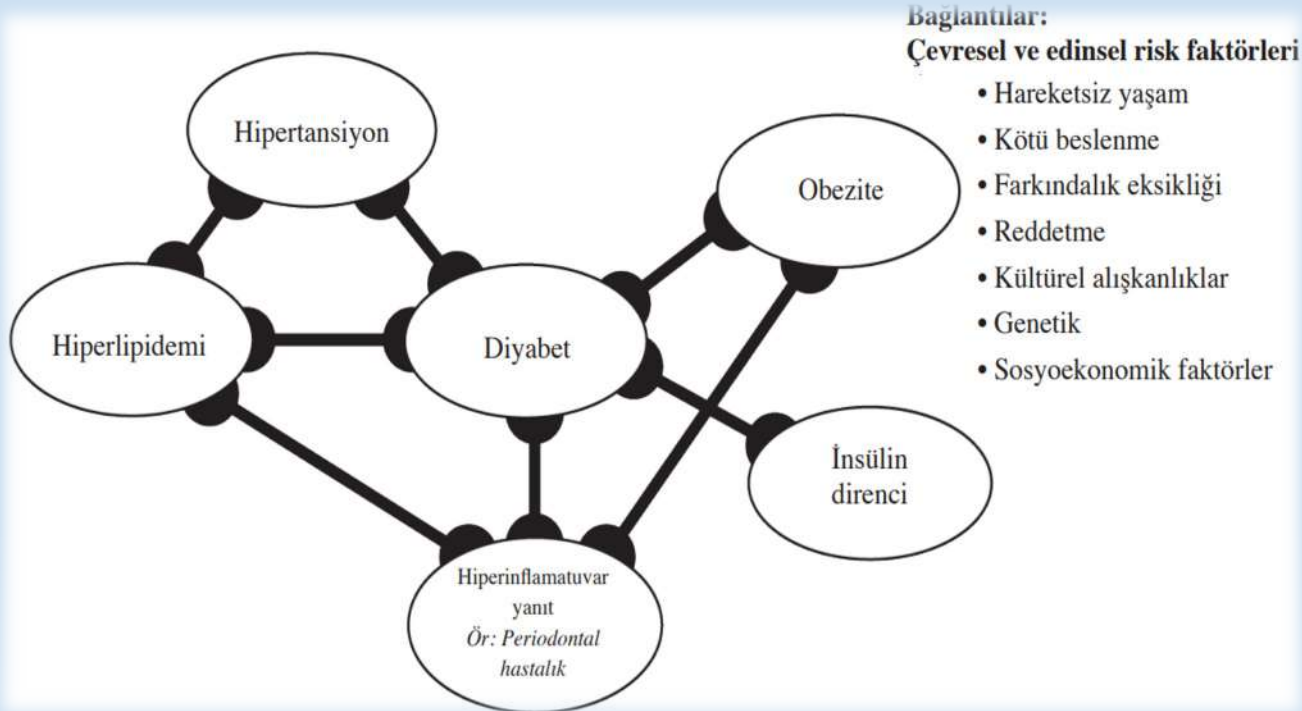 Bağlantılar:
Çevresel ve edinsel risk faktörleri
• Hareketsiz yaşam
• Kötü beslenme
• Farkındalık eksikliği
• Reddetme
• Kültürel alışkanlıklar
• Genetik
• Sosyoekonomik faktörler
Hipertansiyon
Obezite
Hiperlipidemi
Diyabet
İnsülin
direnci
Hiperinflamatuvar
yanıt
Ör: Periodontal
hastalık